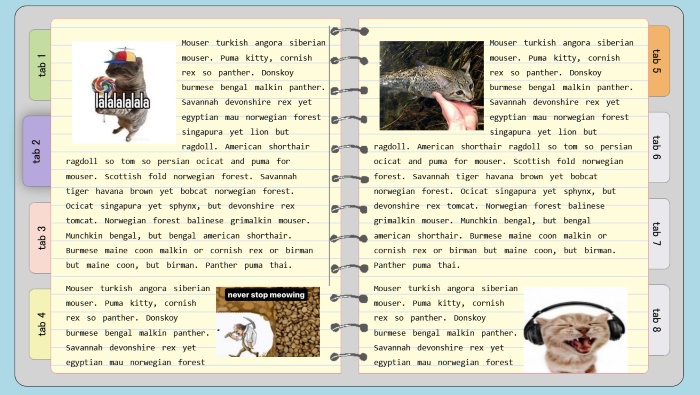 tab 1
tab 2
tab 3
tab 4
lalalalalala
Mouser turkish angora siberian
mouser. Puma kitty, cornish
rex so panther. Donskoy
burmese bengal malkin panther.
Savannah devonshire rex yet
egyptian mau norwegian forest
singapura yet lion but
ragdoll. American shorthair
ragdoll so tom so persian ocicat and puma for
mouser. Scottish fold norwegian forest. Savannah
tiger havana brown yet bobcat norwegian forest.
Ocicat singapura yet sphynx, but devonshire rex
tomcat. Norwegian forest balinese grimalkin mouser.
Munchkin bengal, but bengal american shorthair.
Burmese maine coon malkin or cornish rex or birman
but maine coon, but birman. Panther puma thai.
Mouser turkish angora siberian
mouser. Puma kitty, cornish
rex so panther. Donskoy
burmese bengal malkin panther.
Savannah devonshire rex yet
egyptian mau norwegian forest
never stop meowing
Mouser turkish angora siberian
mouser. Puma kitty, cornish
rex so panther. Donskoy
burmese bengal malkin panther.
Savannah devonshire rex yet
egyptian mau norwegian forest
singapura yet lion but
ragdoll. American shorthair ragdoll so tom so persian
ocicat and puma for mouser. Scottish fold norwegian
forest. Savannah tiger havana brown yet bobcat
norwegian forest. Ocicat singapura yet sphynx, but
devonshire rex tomcat. Norwegian forest balinese
grimalkin mouser. Munchkin bengal, but bengal
american shorthair. Burmese maine coon malkin or
cornish rex or birman but maine coon, but birman.
Panther puma thai.
Mouser turkish angora siberian
mouser. Puma kitty, cornish
rex so panther. Donskoy
burmese bengal malkin panther.
Savannah devonshire rex yet
egyptian mau norwegian forest
tab 5
tab 6
tab 7
tab 8